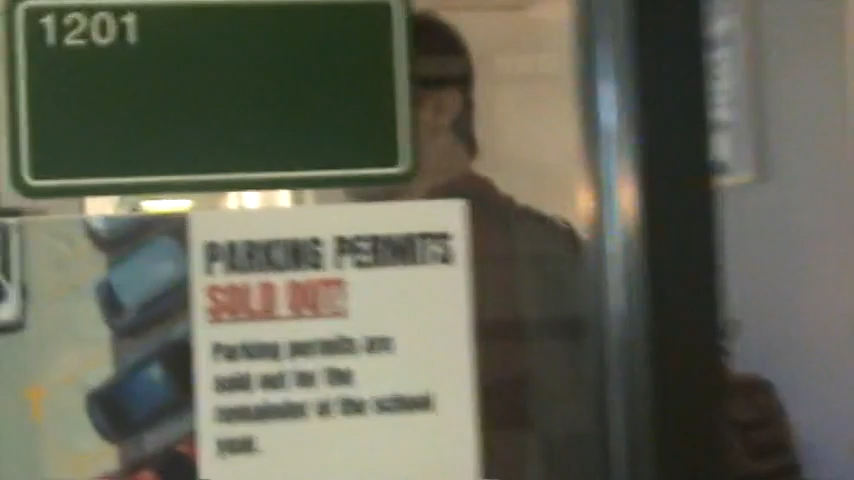 1201
PARKING PERMITS
SOLD OUT!
Parking permits are
sold out for the
remainder of the school
year.